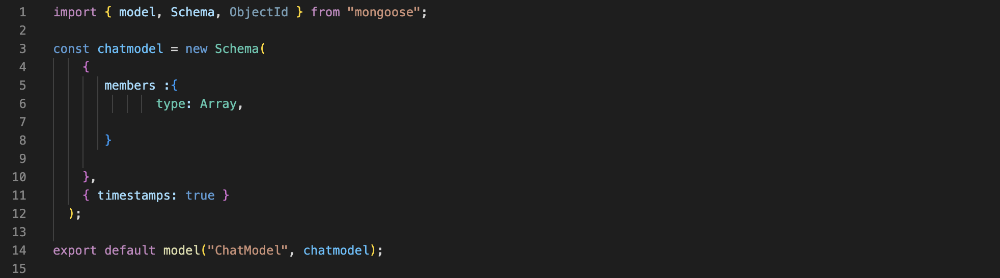 1 import { model, Schema, ObjectId } from "mongoose";
2
3 const chatmodel = new Schema(
4 {
5 members :{
6 type: Array,
7
8 }
9
10 },
11 { timestamps: true }
12 );
13
14 export default model("ChatModel", chatmodel);
15